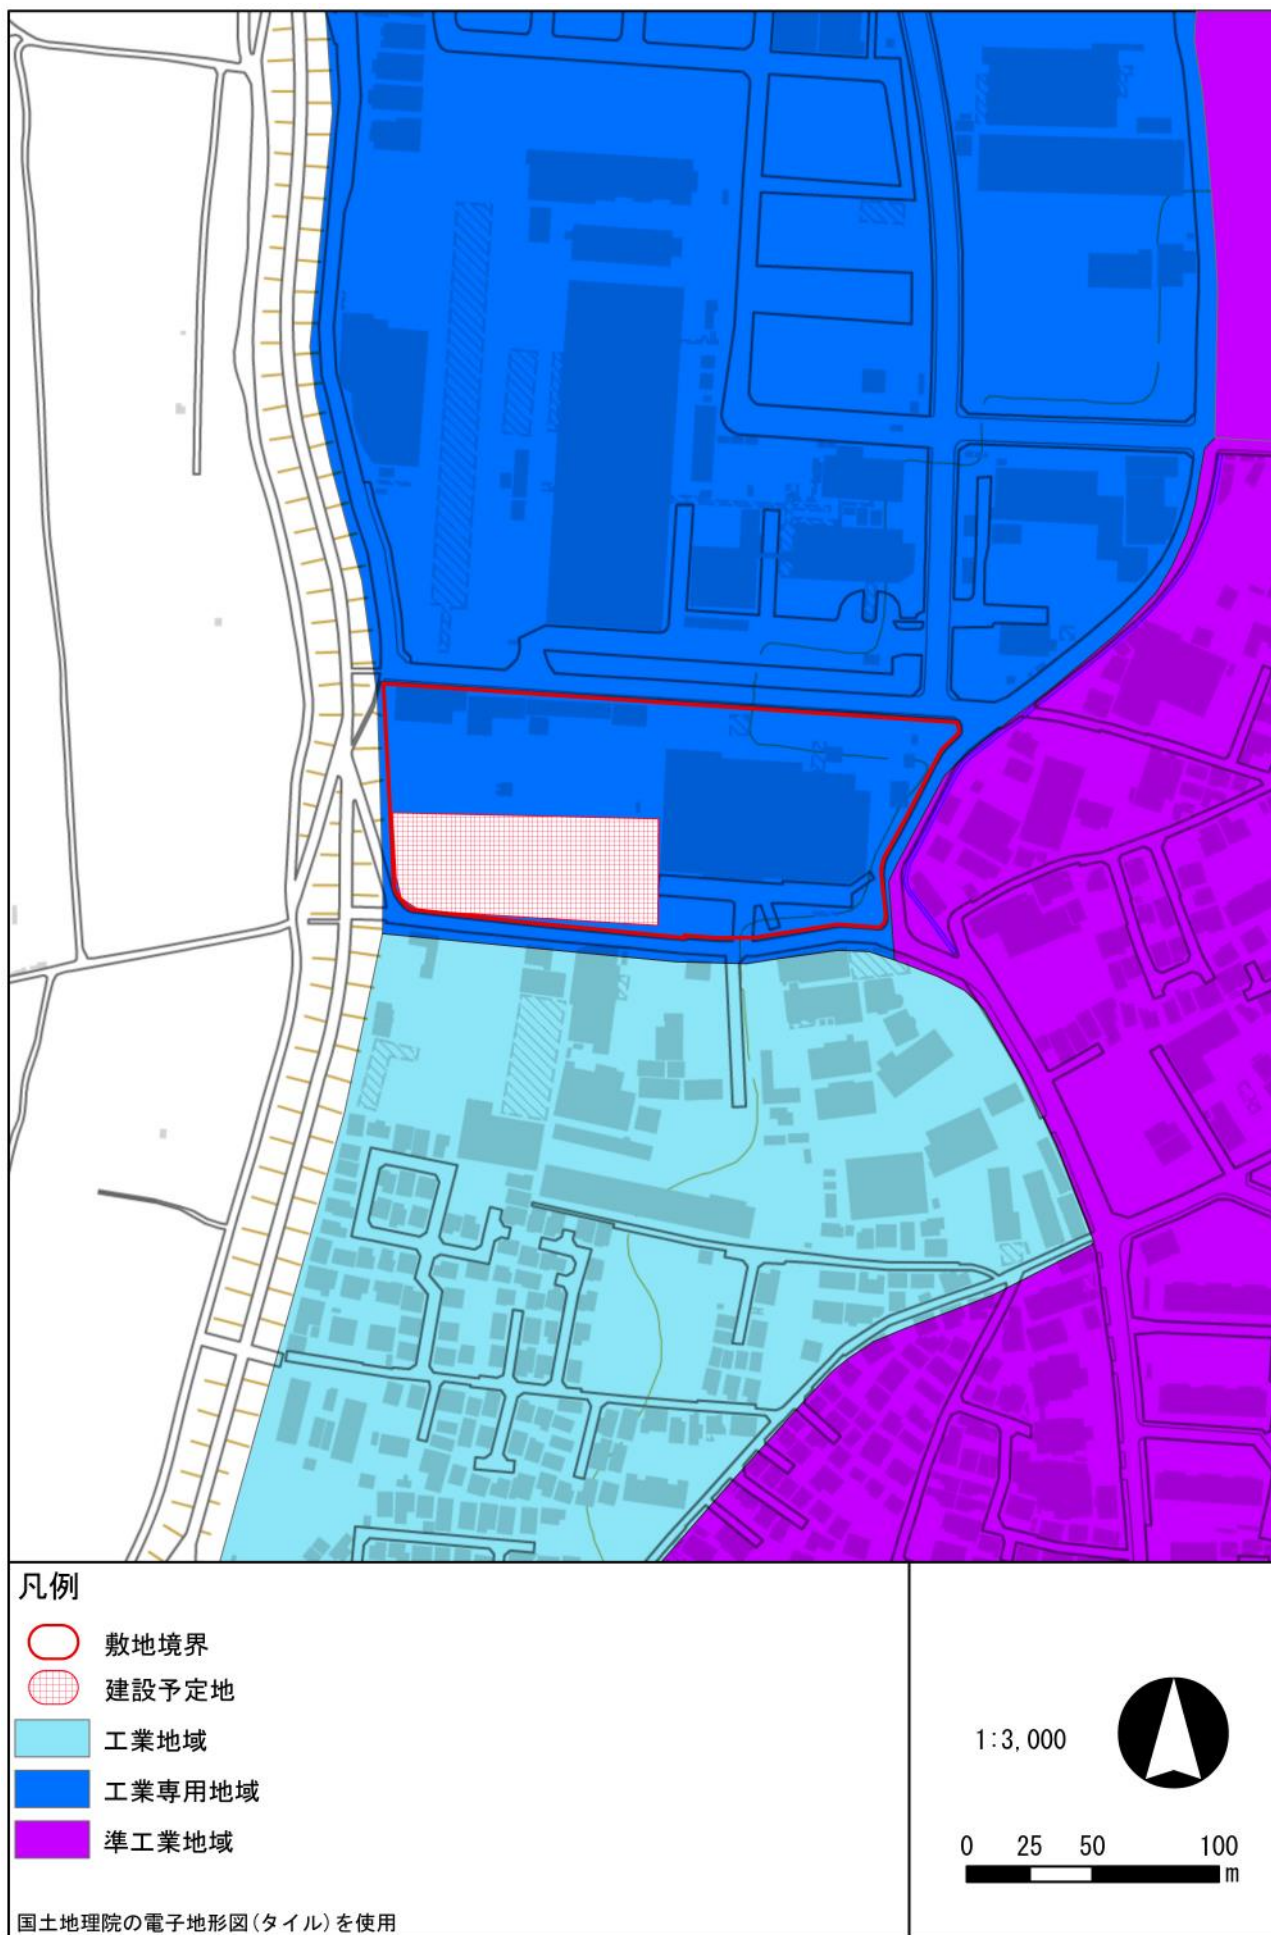 凡例
敷地境界
建設予定地
工業地域
工業専用地域
準工業地域
国土地理院の電子地形図(タイル)を使用
1:3,000
0 25 50 100
m